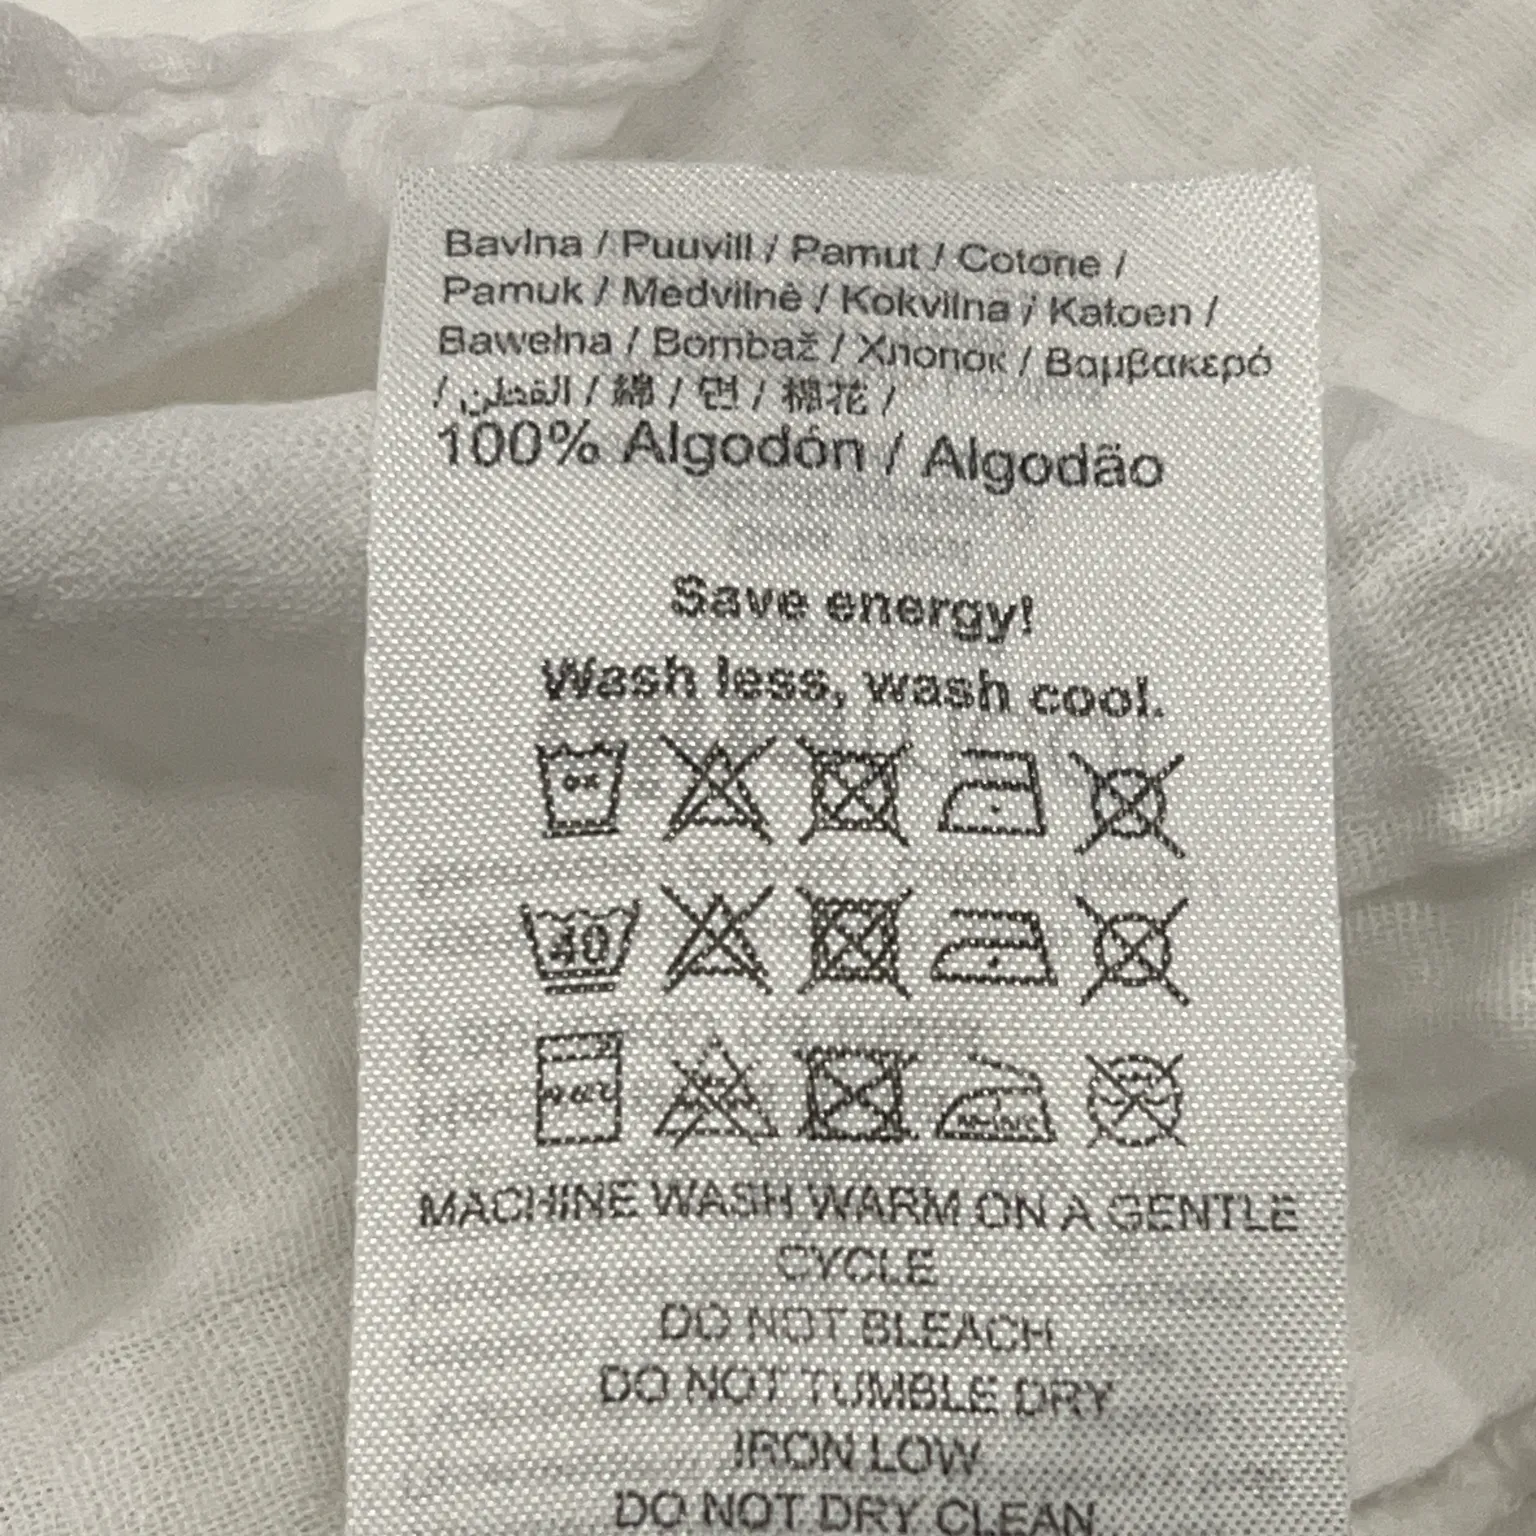 Bavlna / Puuvill / Pamut / Cotone /
Pamuk / Medvilnė / Kokvilna / Katoen /
Bawełna / Bombaž / Хлопок / Βαμβακερό
/ القطن / 綿 / 면 / 棉花 /
100% Algodón / Algodão
Save energy!
Wash less, wash cool.
40
MACHINE WASH WARM ON A GENTLE
CYCLE
DO NOT BLEACH
DO NOT TUMBLE DRY
IRON LOW
DO NOT DRY CLEAN